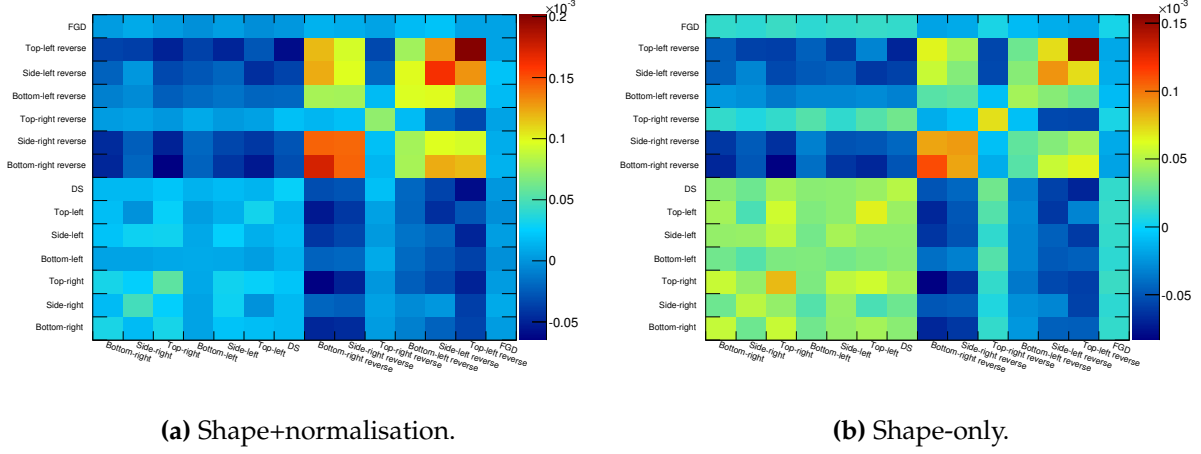 ×10⁻³
FGD
Top-left reverse
Side-left reverse
Bottom-left reverse
Top-right reverse
Side-right reverse
Bottom-right reverse
DS
Top-left
Side-left
Bottom-left
Top-right
Side-right
Bottom-right
Bottom-right
Side-right
Top-right
Bottom-left
Side-left
Top-left
DS
Bottom-right reverse
Side-right reverse
Top-right reverse
Bottom-left reverse
Side-left reverse
Top-left reverse
FGD
0.2
0.15
0.1
0.05
0
−0.05
(a) Shape+normalisation.
×10⁻³
FGD
Top-left reverse
Side-left reverse
Bottom-left reverse
Top-right reverse
Side-right reverse
Bottom-right reverse
DS
Top-left
Side-left
Bottom-left
Top-right
Side-right
Bottom-right
Bottom-right
Side-right
Top-right
Bottom-left
Side-left
Top-left
DS
Bottom-right reverse
Side-right reverse
Top-right reverse
Bottom-left reverse
Side-left reverse
Top-left reverse
FGD
0.15
0.1
0.05
0
−0.05
(b) Shape-only.